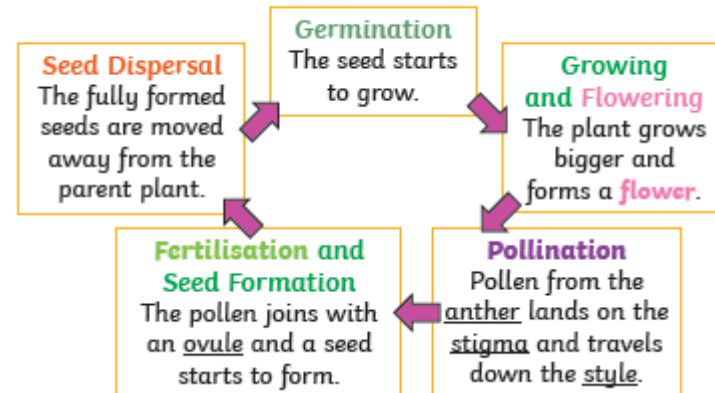 Germination
The seed starts
to grow.
Growing
and Flowering
The plant grows
bigger and
forms a flower.
Pollination
Pollen from the
anther lands on the
stigma and travels
down the style.
Fertilisation and
Seed Formation
The pollen joins with
an ovule and a seed
starts to form.
Seed Dispersal
The fully formed
seeds are moved
away from the
parent plant.